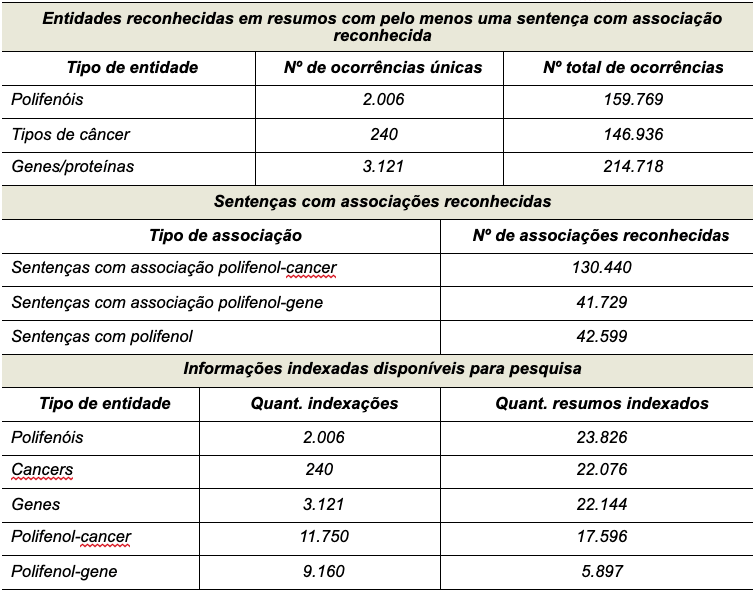 Entidades reconhecidas em resumos com pelo menos uma sentença com associação
reconhecida
Tipo de entidade Nº de ocorrências únicas Nº total de ocorrências
Polifenóis 2.006 159.769
Tipos de câncer 240 146.936
Genes/proteínas 3.121 214.718
Sentenças com associações reconhecidas
Tipo de associação Nº de associações reconhecidas
Sentenças com associação polifenol-cancer 130.440
Sentenças com associação polifenol-gene 41.729
Sentenças com polifenol 42.599
Informações indexadas disponíveis para pesquisa
Tipo de entidade Quant. indexações Quant. resumos indexados
Polifenóis 2.006 23.826
Cancers 240 22.076
Genes 3.121 22.144
Polifenol-cancer 11.750 17.596
Polifenol-gene 9.160 5.897